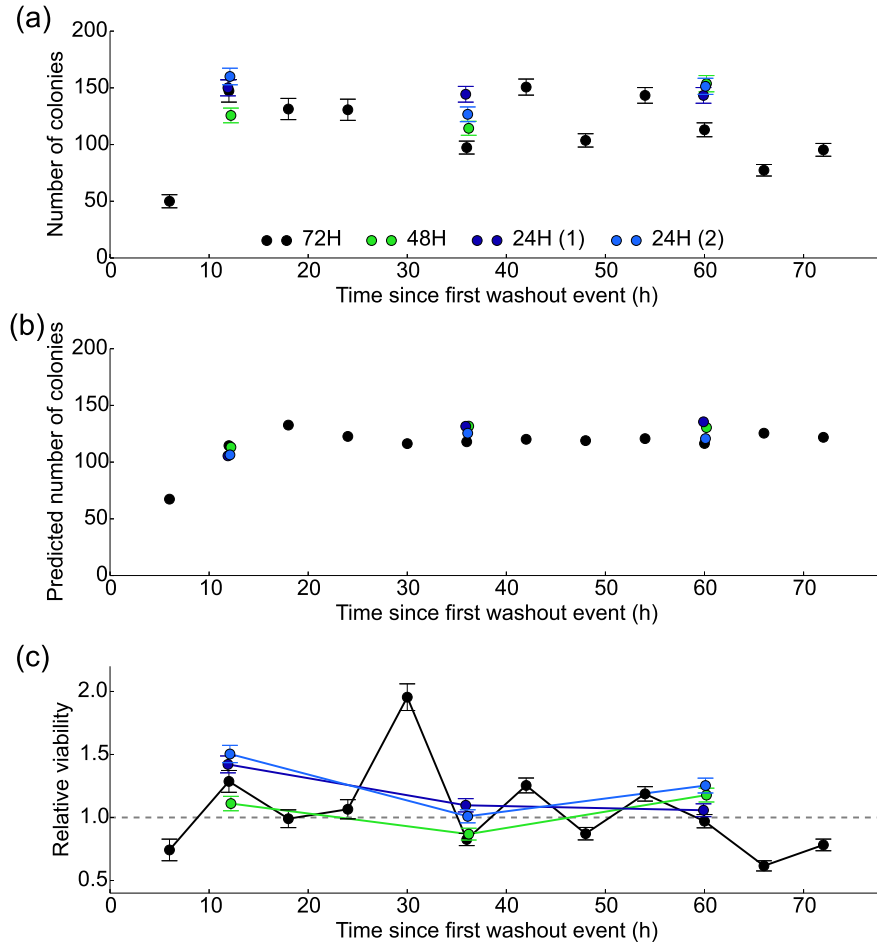 (a)
Number of colonies
200
150
100
50
0
72H 48H 24H (1) 24H (2)
0 10 20 30 40 50 60 70
Time since first washout event (h)
(b)
Predicted number of colonies
200
150
100
50
0
0 10 20 30 40 50 60 70
Time since first washout event (h)
(c)
Relative viability
2.0
1.5
1.0
0.5
0 10 20 30 40 50 60 70
Time since first washout event (h)